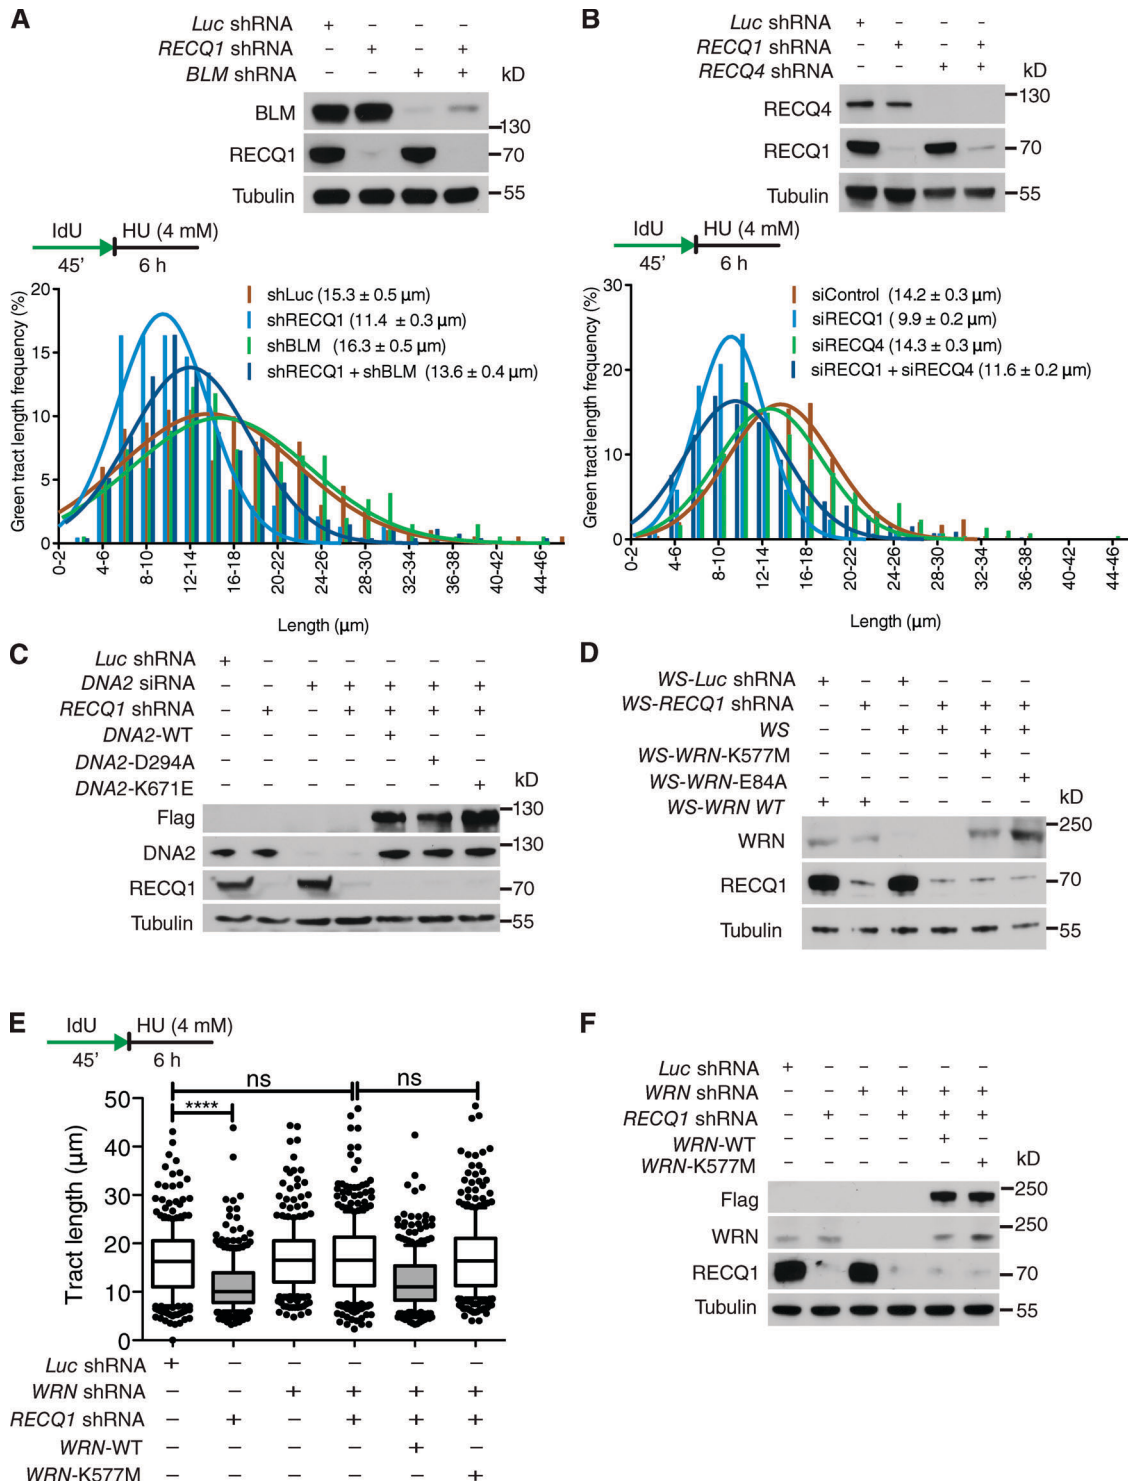 A
Luc shRNA + – – –
RECQ1 shRNA – + – +
BLM shRNA – – + + kD
BLM
130
RECQ1 70
Tubulin 55
IdU HU (4 mM)
45’ 6 h
Green tract length frequency (%)
20
15
10
5
0
shLuc (15.3 ± 0.5 µm)
shRECQ1 (11.4 ± 0.3 µm)
shBLM (16.3 ± 0.5 µm)
shRECQ1 + shBLM (13.6 ± 0.4 µm)
0-2 4-6 8-10 12-14 16-18 20-22 24-26 28-30 32-34 36-38 40-42 44-46
Length (µm)
B
Luc shRNA + – – –
RECQ1 shRNA – + – +
RECQ4 shRNA – – + + kD
130
RECQ4
RECQ1 70
Tubulin 55
IdU HU (4 mM)
45’ 6 h
Green tract length frequency (%)
30
20
10
0
siControl (14.2 ± 0.3 µm)
siRECQ1 (9.9 ± 0.2 µm)
siRECQ4 (14.3 ± 0.3 µm)
siRECQ1 + siRECQ4 (11.6 ± 0.2 µm)
0-2 4-6 8-10 12-14 16-18 20-22 24-26 28-30 32-34 36-38 40-42 44-46
Length (µm)
C
Luc shRNA + – – – – – –
DNA2 siRNA – – + + + + +
RECQ1 shRNA – + – + + + +
DNA2-WT – – – – + – –
DNA2-D294A – – – – – + –
DNA2-K671E – – – – – – + kD
Flag 130
DNA2 130
RECQ1 70
Tubulin 55
D
WS-Luc shRNA + – + – – –
WS-RECQ1 shRNA – + – + + +
WS – – + + + +
WS-WRN-K577M – – – – + –
WS-WRN-E84A – – – – – +
WS-WRN WT + + – – – – kD
WRN 250
RECQ1 70
Tubulin 55
E
IdU HU (4 mM)
45’ 6 h
ns ns
****
Tract length (µm)
50
40
30
20
10
0
Luc shRNA + – – – – –
WRN shRNA – – + + + +
RECQ1 shRNA – + – + + +
WRN-WT – – – – + –
WRN-K577M – – – – – +
F
Luc shRNA + – – – – –
WRN shRNA – – + + + +
RECQ1 shRNA – + – + + +
WRN-WT – – – – + –
WRN-K577M – – – – – + kD
Flag 250
WRN 250
RECQ1 70
Tubulin 55